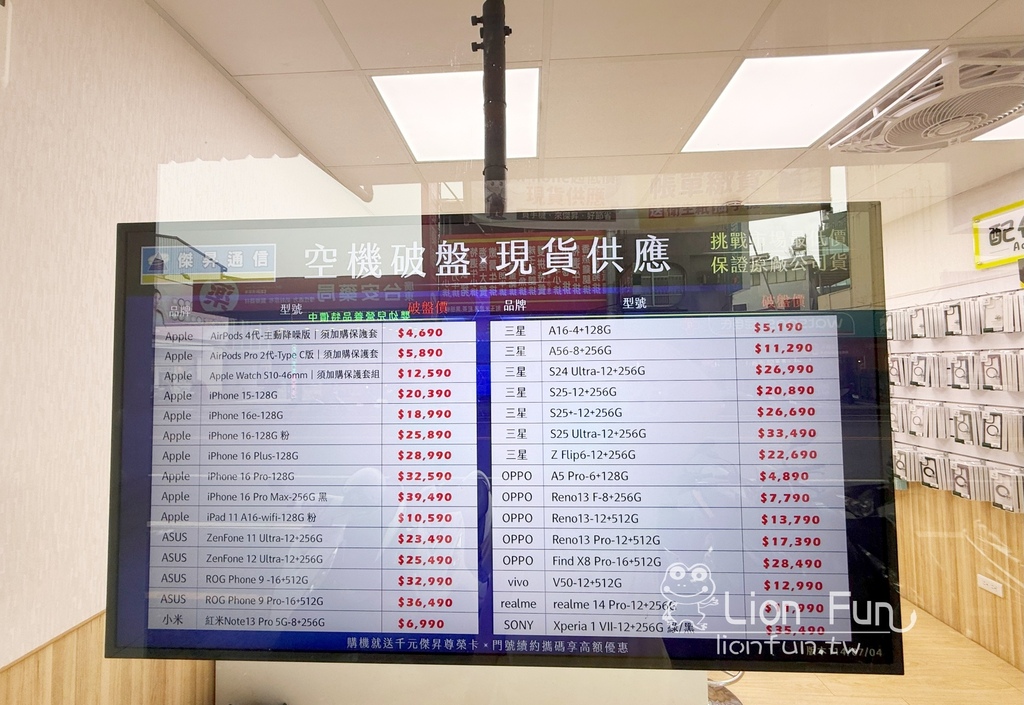 傑昇通信
空機破盤·現貨供應
挑戰
保證原廠公司貨
品牌 型號 破盤價
Apple AirPods 4代-主動降噪版｜須加購保護套 $4,690
Apple AirPods Pro 2代-Type C版｜須加購保護套 $5,890
Apple Apple Watch S10-46mm｜須加購保護套組 $12,590
Apple iPhone 15-128G $20,390
Apple iPhone 16e-128G $18,990
Apple iPhone 16-128G 粉 $25,890
Apple iPhone 16 Plus-128G $28,990
Apple iPhone 16 Pro-128G $32,590
Apple iPhone 16 Pro Max-256G 黑 $39,490
Apple iPad 11 A16-wifi-128G 粉 $10,590
ASUS ZenFone 11 Ultra-12+256G $23,490
ASUS ZenFone 12 Ultra-12+256G $25,490
ASUS ROG Phone 9 -16+512G $32,990
ASUS ROG Phone 9 Pro-16+512G $36,490
小米 紅米Note13 Pro 5G-8+256G $6,990
品牌 型號
三星 A16-4+128G $5,190
三星 A56-8+256G $11,290
三星 S24 Ultra-12+256G $26,990
三星 S25-12+256G $20,890
三星 S25+-12+256G $26,690
三星 S25 Ultra-12+256G $33,490
三星 Z Flip6-12+256G $22,690
OPPO A5 Pro-6+128G $4,890
OPPO Reno13 F-8+256G $7,790
OPPO Reno13-12+512G $13,790
OPPO Reno13 Pro-12+512G $17,390
OPPO Find X8 Pro-16+512G $28,490
vivo V50-12+512G $12,990
realme realme 14 Pro-12+256G
SONY Xperia 1 VII-12+256G 綠/黑 $35,490
購機就送千元傑昇尊榮卡×門號續約攜碼享高額優惠
配
Lion Fun
lionfun.tw